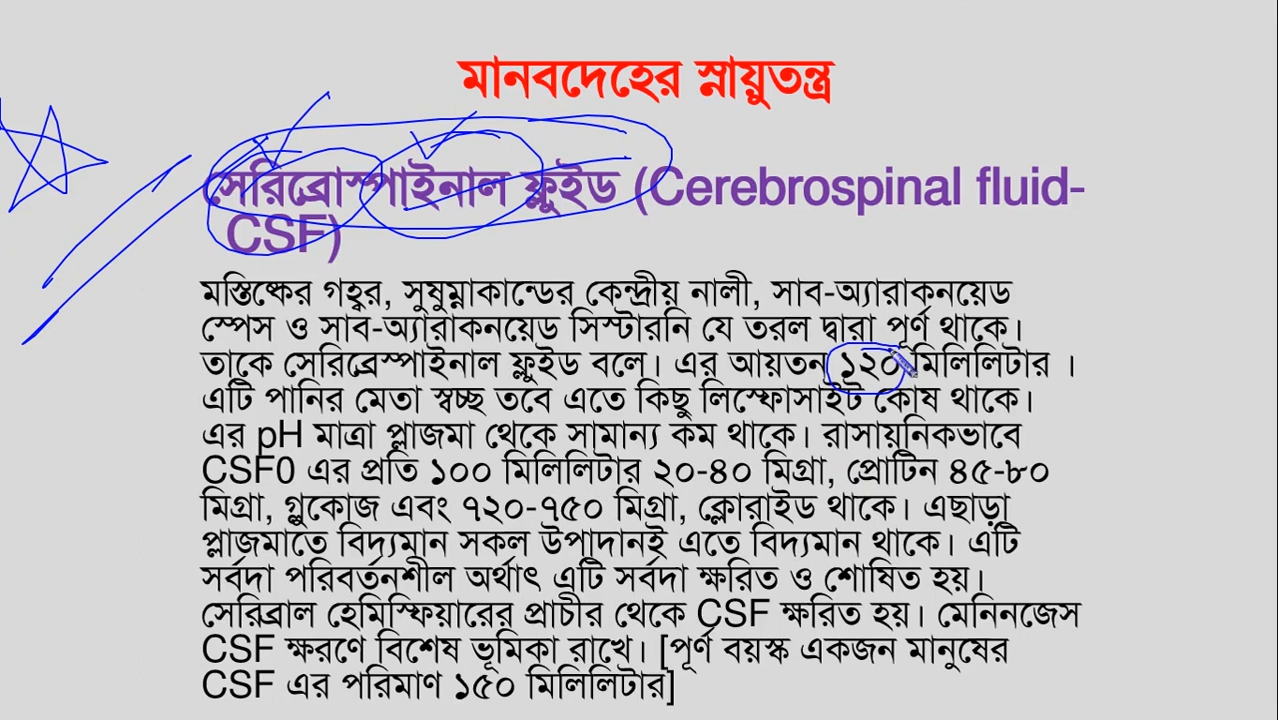 মানবদেহের স্নায়ুতন্ত্র
সেরিব্রোস্পাইনাল ফ্লুইড (Cerebrospinal fluid-
CSF)
মস্তিষ্কের গহ্বর, সুষুম্নাকান্ডের কেন্দ্রীয় নালী, সাব-অ্যারাকনয়েড
স্পেস ও সাব-অ্যারাকনয়েড সিস্টারনি যে তরল দ্বারা পূর্ণ থাকে।
তাকে সেরিব্রেস্পাইনাল ফ্লুইড বলে। এর আয়তন ১২০ মিলিলিটার ।
এটি পানির মেতা স্বচ্ছ তবে এতে কিছু লিস্ফোসাইট কোষ থাকে।
এর pH মাত্রা প্লাজমা থেকে সামান্য কম থাকে। রাসায়নিকভাবে
CSF0 এর প্রতি ১০০ মিলিলিটার ২০-৪০ মিগ্রা, প্রোটিন ৪৫-৮০
মিগ্রা, গ্লুকোজ এবং ৭২০-৭৫০ মিগ্রা, ক্লোরাইড থাকে। এছাড়া
প্লাজমাতে বিদ্যমান সকল উপাদানই এতে বিদ্যমান থাকে। এটি
সর্বদা পরিবর্তনশীল অর্থাৎ এটি সর্বদা ক্ষরিত ও শোষিত হয়।
সেরিব্রাল হেমিস্ফিয়ারের প্রাচীর থেকে CSF ক্ষরিত হয়। মেনিনজেস
CSF ক্ষরণে বিশেষ ভূমিকা রাখে। [পূর্ণ বয়স্ক একজন মানুষের
CSF এর পরিমাণ ১৫০ মিলিলিটার]